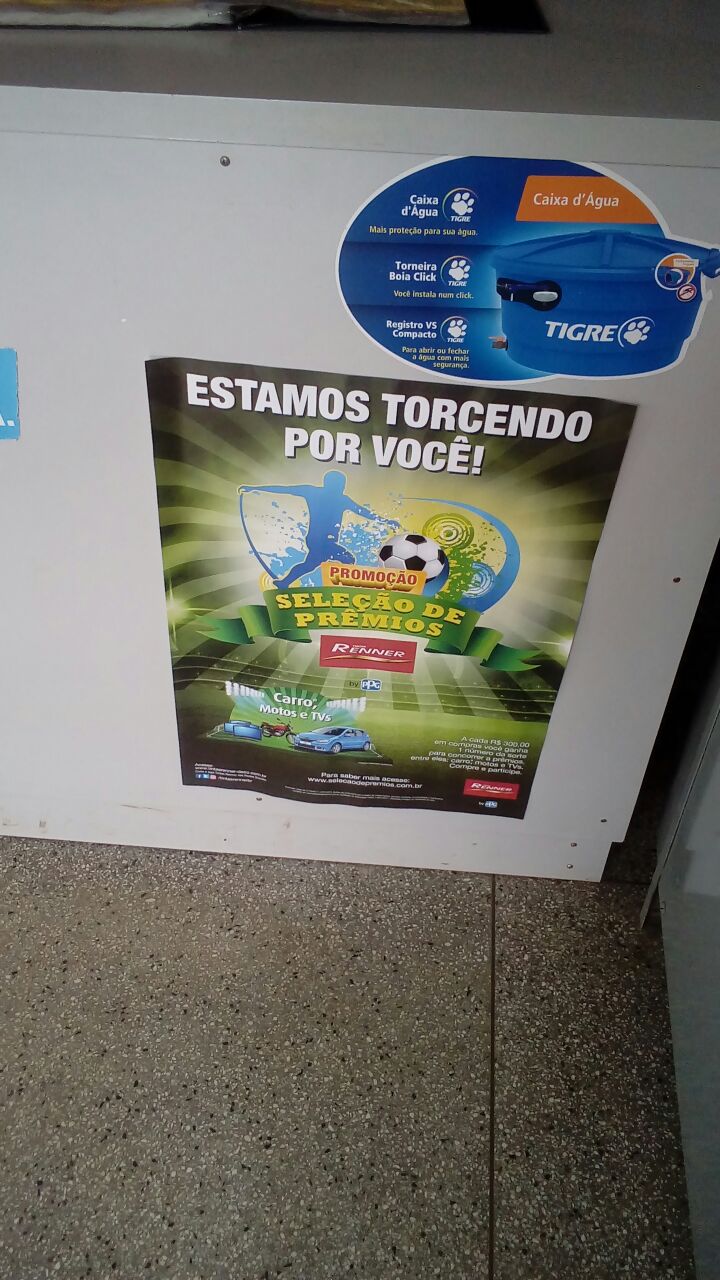 Caixa
d'Água
TIGRE
Mais proteção para sua água.
Torneira
Boia Click
TIGRE
Você instala num click.
Registro VS
Compacto
TIGRE
Para abrir ou fechar
a água com mais
segurança.
Caixa d'Água
TIGRE
A.
ESTAMOS TORCENDO
POR VOCÊ!
PROMOÇÃO
SELEÇÃO DE
PRÊMIOS
RENNER
by PPG
Carro,
Motos e TVs
A cada R$ 300,00
em compras você ganha
1 número da sorte
para concorrer a prêmios,
entre eles: carro, motos e TVs.
Compre e participe.
Acesse:
Para saber mais acesse:
www.selecaodepremios.com.br
RENNER
by PPG